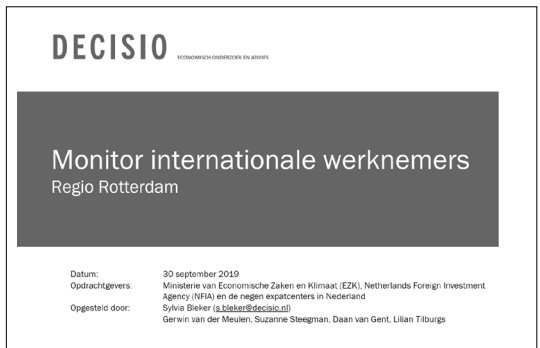 DECISIO ECONOMISCH ONDERZOEK EN ADVIES
Monitor internationale werknemers
Regio Rotterdam
Datum: 30 september 2019
Opdrachtgevers: Ministerie van Economische Zaken en Klimaat (EZK), Netherlands Foreign Investment
Agency (NFIA) en de negen expatcenters in Nederland
Opgesteld door: Sylvia Bleker (s.bleker@decisio.nl)
Gerwin van der Meulen, Suzanne Steegman, Daan van Gent, Lilian Tilburgs